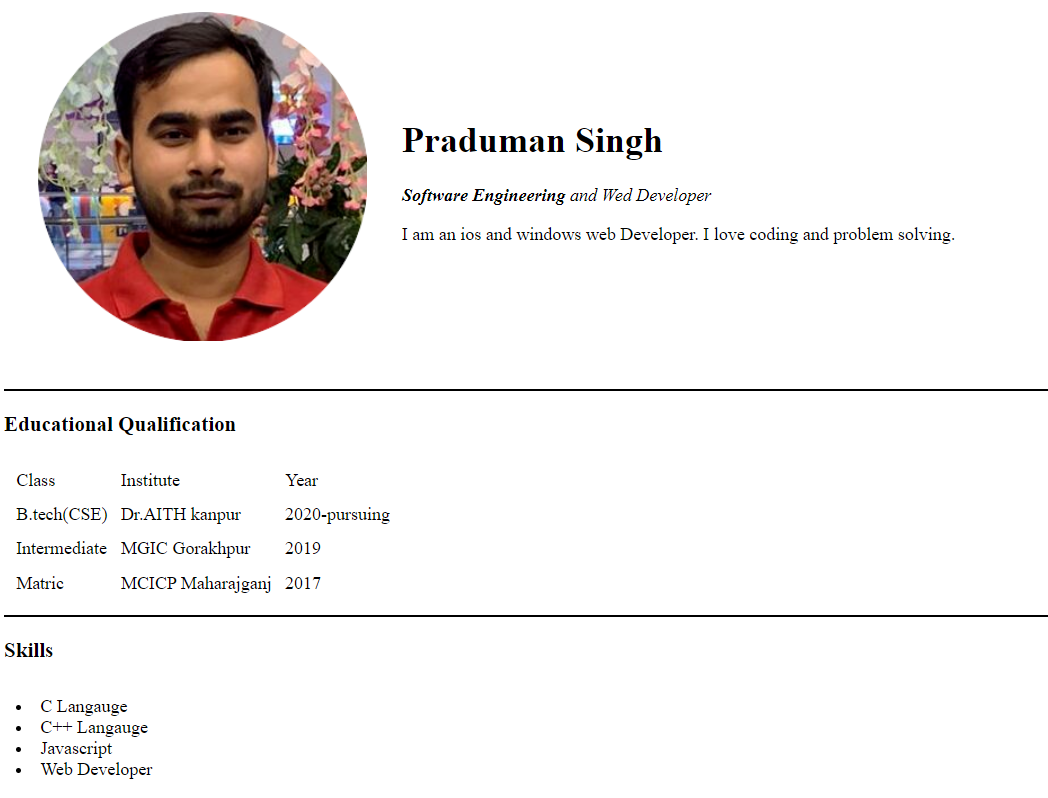 Praduman Singh
Software Engineering and Wed Developer
I am an ios and windows web Developer. I love coding and problem solving.
Educational Qualification
Class Institute Year
B.tech(CSE) Dr.AITH kanpur 2020-pursuing
Intermediate MGIC Gorakhpur 2019
Matric MCICP Maharajganj 2017
Skills
• C Langauge
• C++ Langauge
• Javascript
• Web Developer